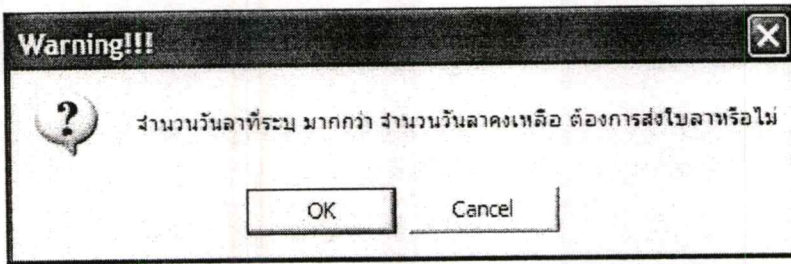 Warning!!!
จำนวนวันลาที่ระบุ มากกว่า จำนวนวันลาคงเหลือ ต้องการส่งใบลาหรือไม่
OK
Cancel